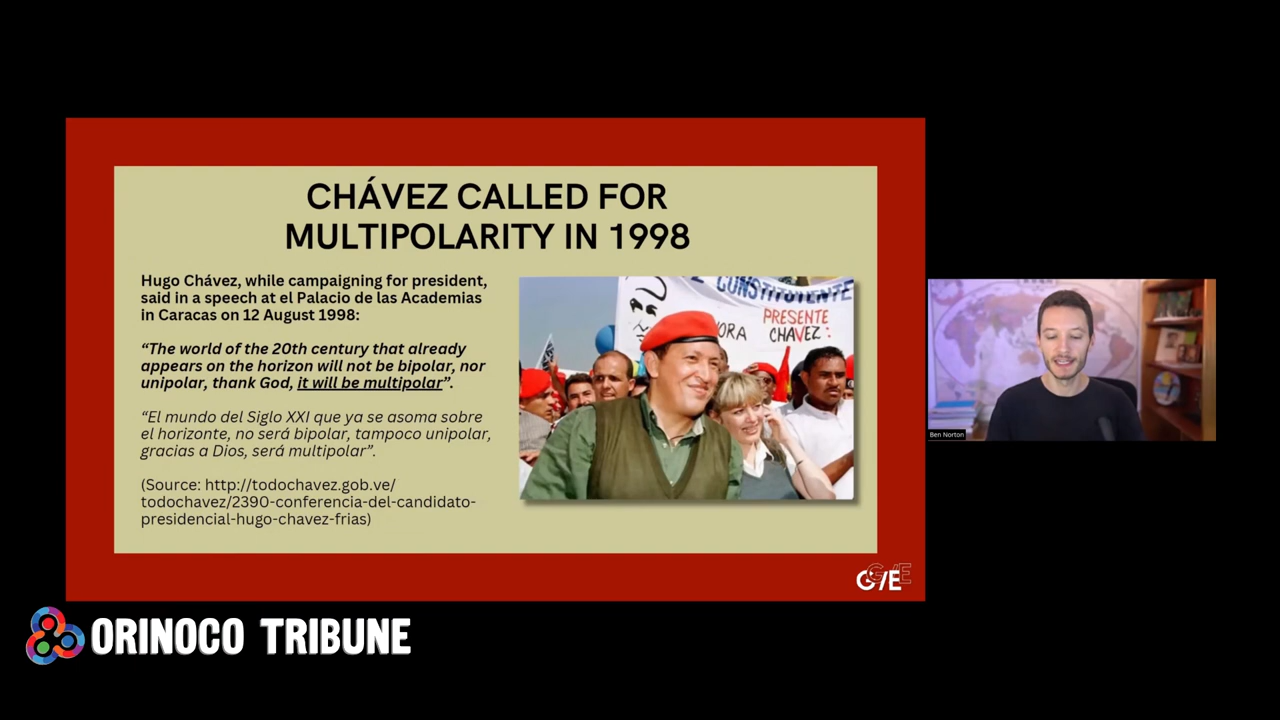 CHÁVEZ CALLED FOR
MULTIPOLARITY IN 1998
Hugo Chávez, while campaigning for president,
said in a speech at el Palacio de las Academias
in Caracas on 12 August 1998:
“The world of the 20th century that already
appears on the horizon will not be bipolar, nor
unipolar, thank God, it will be multipolar”.
“El mundo del Siglo XXI que ya se asoma sobre
el horizonte, no será bipolar, tampoco unipolar,
gracias a Dios, será multipolar”.
(Source: http://todochavez.gob.ve/
todochavez/2390-conferencia-del-candidato-
presidencial-hugo-chavez-frias)
CONSTITUYENTE
PRESENTE
CHAVEZ:
Ben Norton
G/E
ORINOCO TRIBUNE